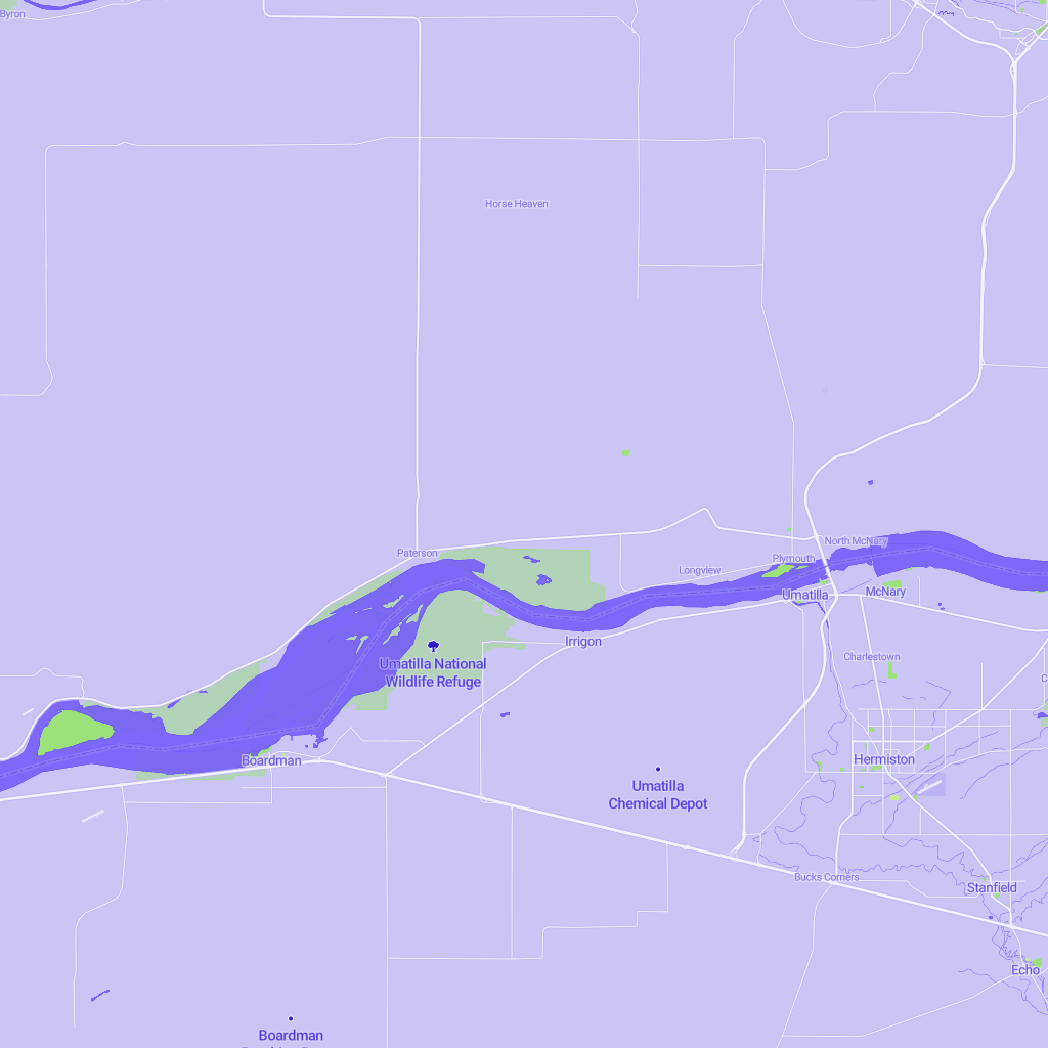 Byron
Horse Heaven
Paterson
North McNary
Plymouth
Longview
Umatilla
McNary
Irrigon
Umatilla National
Wildlife Refuge
Charlestown
Boardman
Hermiston
Umatilla
Chemical Depot
Bucks Corners
Stanfield
Echo
Boardman